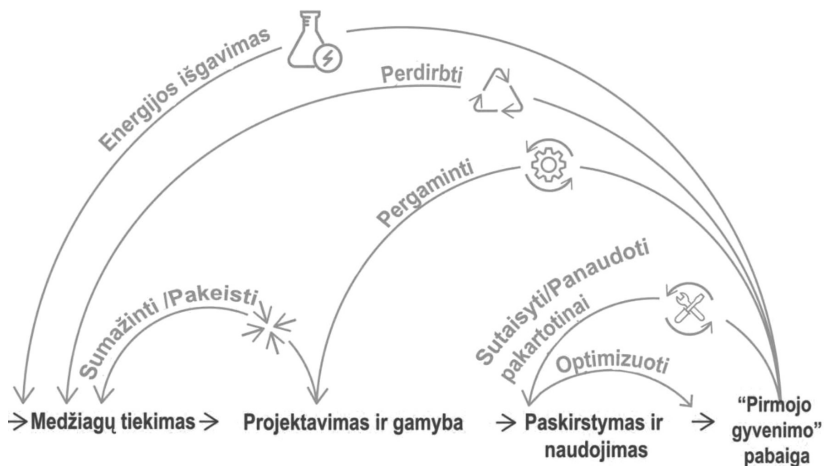 Energijos išgavimas
Perdirbti
Pergaminti
Sumažinti /Pakeisti
Sutaisyti/Panaudoti
pakartotinai
Optimizuoti
Medžiagų tiekimas
Projektavimas ir gamyba
Paskirstymas ir
naudojimas
“Pirmojo
gyvenimo”
pabaiga